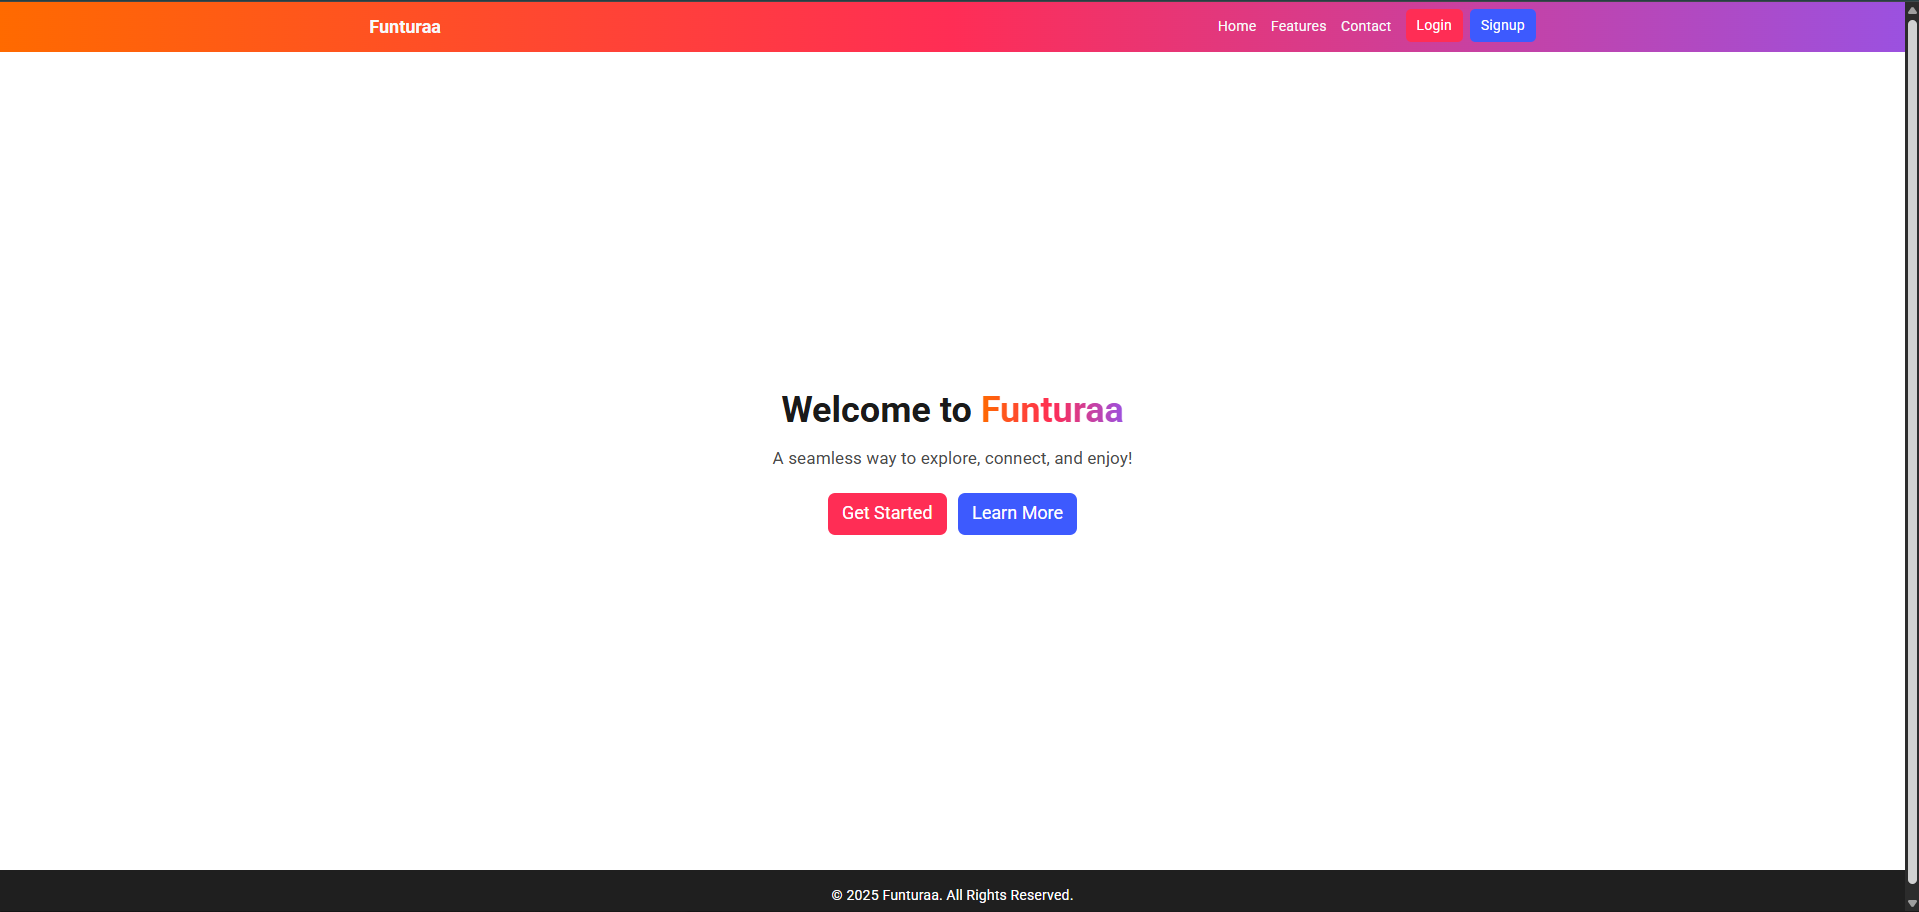 Funturaa Home Features Contact Login Signup
Welcome to Funturaa
A seamless way to explore, connect, and enjoy!
Get Started Learn More
© 2025 Funturaa. All Rights Reserved.